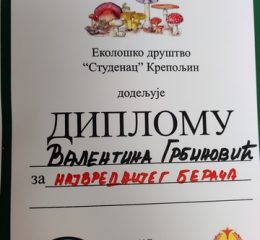 Еколошко друштво
“Студенац” Крепољин
додељује
ДИПЛОМУ
ВАЛЕНТИНА ГРБИНОВИЋ
за НАЈВРЕДНИЈЕГ БЕРАЧА